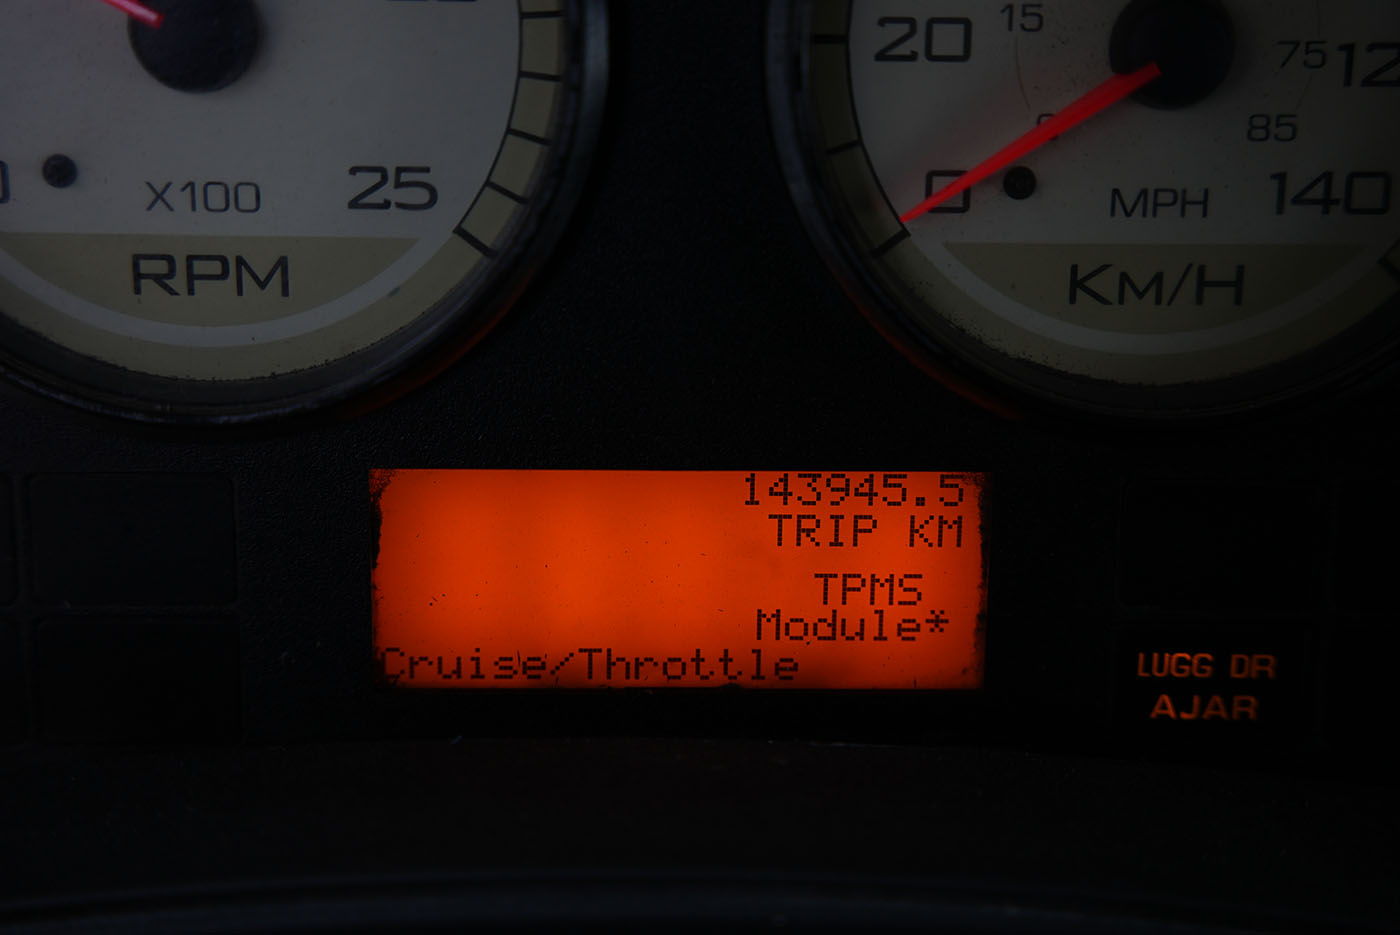 20
15
75
120
85
0
X100
25
MPH
140
RPM
KM/H
143945.5
TRIP KM
TPMS
Module*
Cruise/Throttle
LUGG DR
AJAR